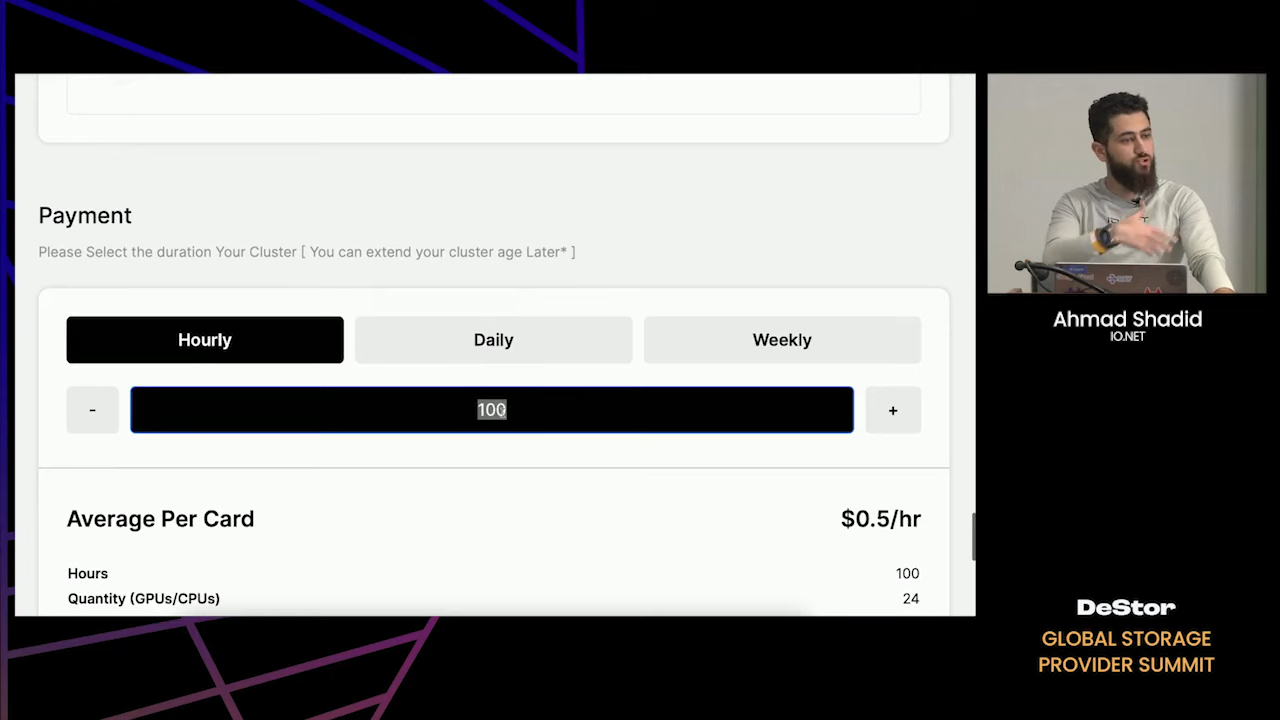 Payment
Please Select the duration Your Cluster [ You can extend your cluster age Later* ]
Hourly
Daily
Weekly
-
100
+
Average Per Card
$0.5/hr
Hours
100
Quantity (GPUs/CPUs)
24
Ahmad Shadid
IO.NET
DeStor
GLOBAL STORAGE
PROVIDER SUMMIT